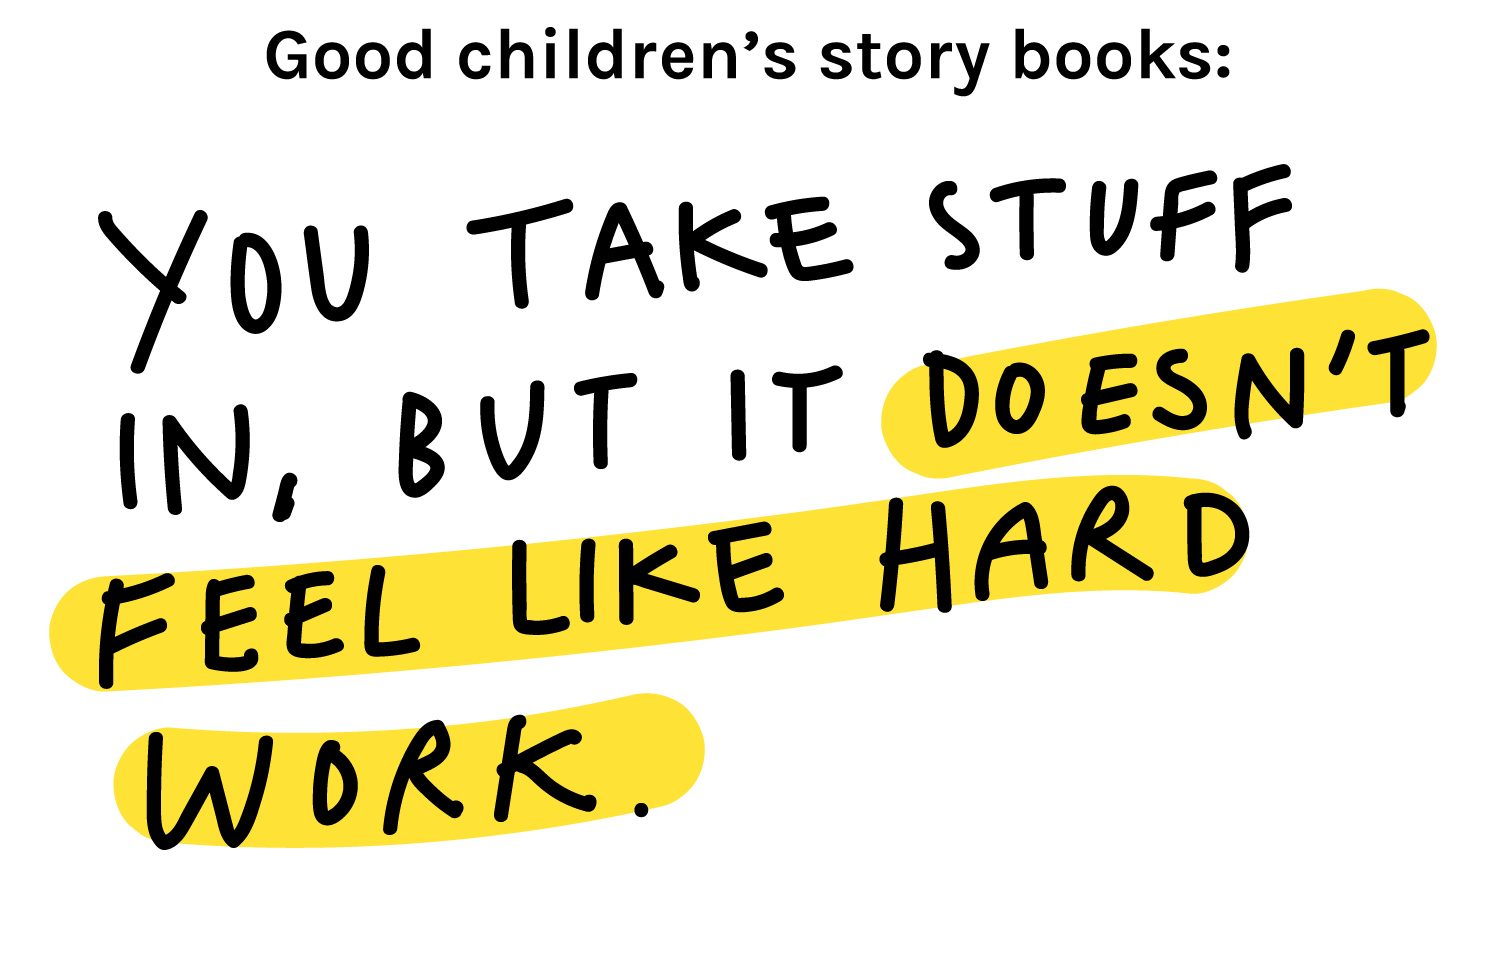 Good children’s story books:
YOU TAKE STUFF
IN, BUT IT DOESN'T
FEEL LIKE HARD
WORK.